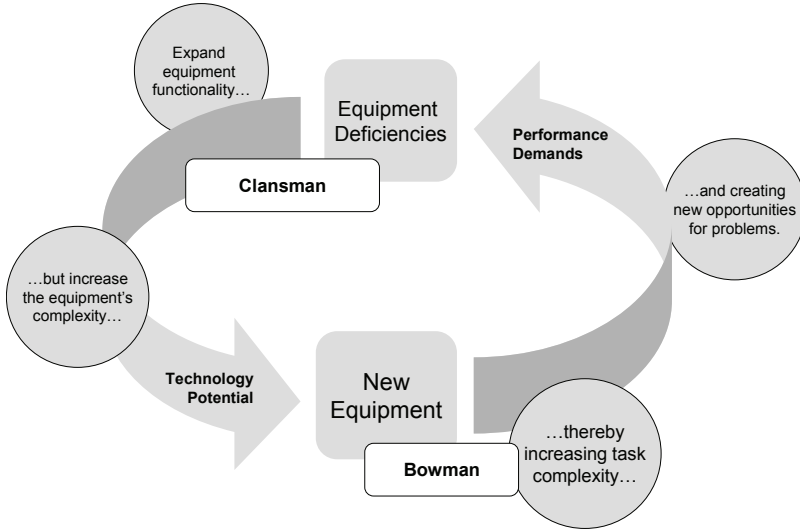 Expand
equipment
functionality…
Equipment
Deficiencies
Clansman
Performance
Demands
…and creating
new opportunities
for problems.
…but increase
the equipment’s
complexity…
Technology
Potential
New
Equipment
Bowman
…thereby
increasing task
complexity…